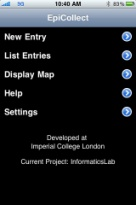 3G 10:40 AM 83%
EpiCollect
New Entry
List Entries
Display Map
Help
Settings
Developed at
Imperial College London
Current Project: InformaticsLab